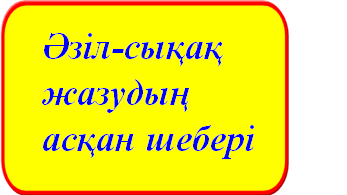 Әзіл-сықақ
жазудың
асқан шебері